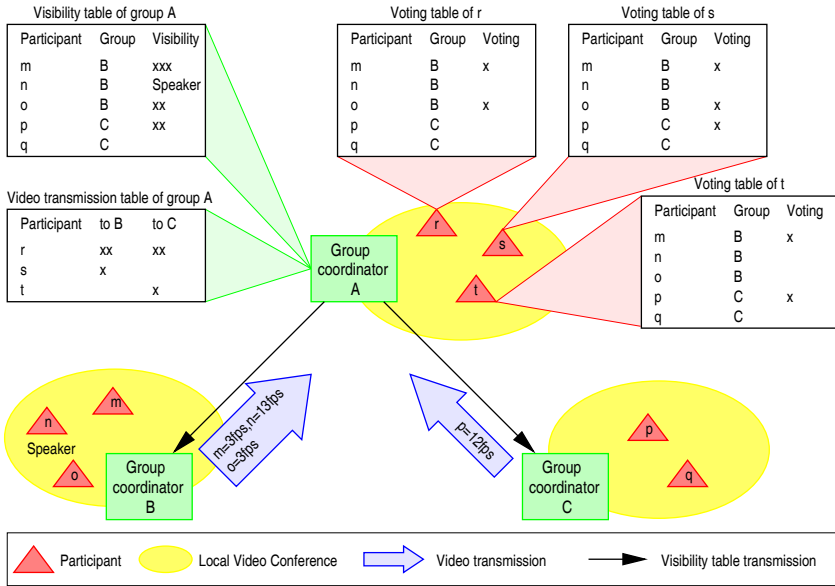 Visibility table of group A
Participant Group Visibility
m B xxx
n B Speaker
o B xx
p C xx
q C
Voting table of r
Participant Group Voting
m B x
n B
o B x
p C
q C
Voting table of s
Participant Group Voting
m B x
n B
o B x
p C x
q C
Video transmission table of group A
Participant to B to C
r xx xx
s x
t x
Voting table of t
Participant Group Voting
m B x
n B
o B
p C x
q C
r
s
t
Group
coordinator
A
m
n
Speaker
o
Group
coordinator
B
m=3fps,n=13fps
o=3fps
p=12fps
p
q
Group
coordinator
C
Participant
Local Video Conference
Video transmission
Visibility table transmission